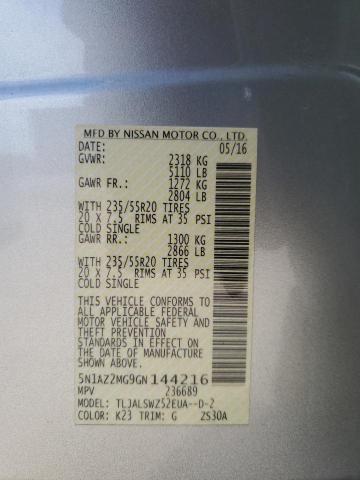 MFD BY NISSAN MOTOR CO., LTD.
DATE: 05/16
GVWR: 2318 KG
5110 LB
GAWR FR.: 1272 KG
2804 LB
WITH 235/55R20 TIRES
20 X 7.5 RIMS AT 35 PSI
COLD SINGLE
GAWR RR.: 1300 KG
2866 LB
WITH 235/55R20 TIRES
20 X 7.5 RIMS AT 35 PSI
COLD SINGLE
THIS VEHICLE CONFORMS TO
ALL APPLICABLE FEDERAL
MOTOR VEHICLE SAFETY AND
THEFT PREVENTION
STANDARDS IN EFFECT ON
THE DATE OF MANUFACTURE
SHOWN ABOVE.
5N1AZ2MG9GN144216
MPV 236689
MODEL: TLJALSWZ52EUA--D-2
COLOR: K23 TRIM: G ZS30A